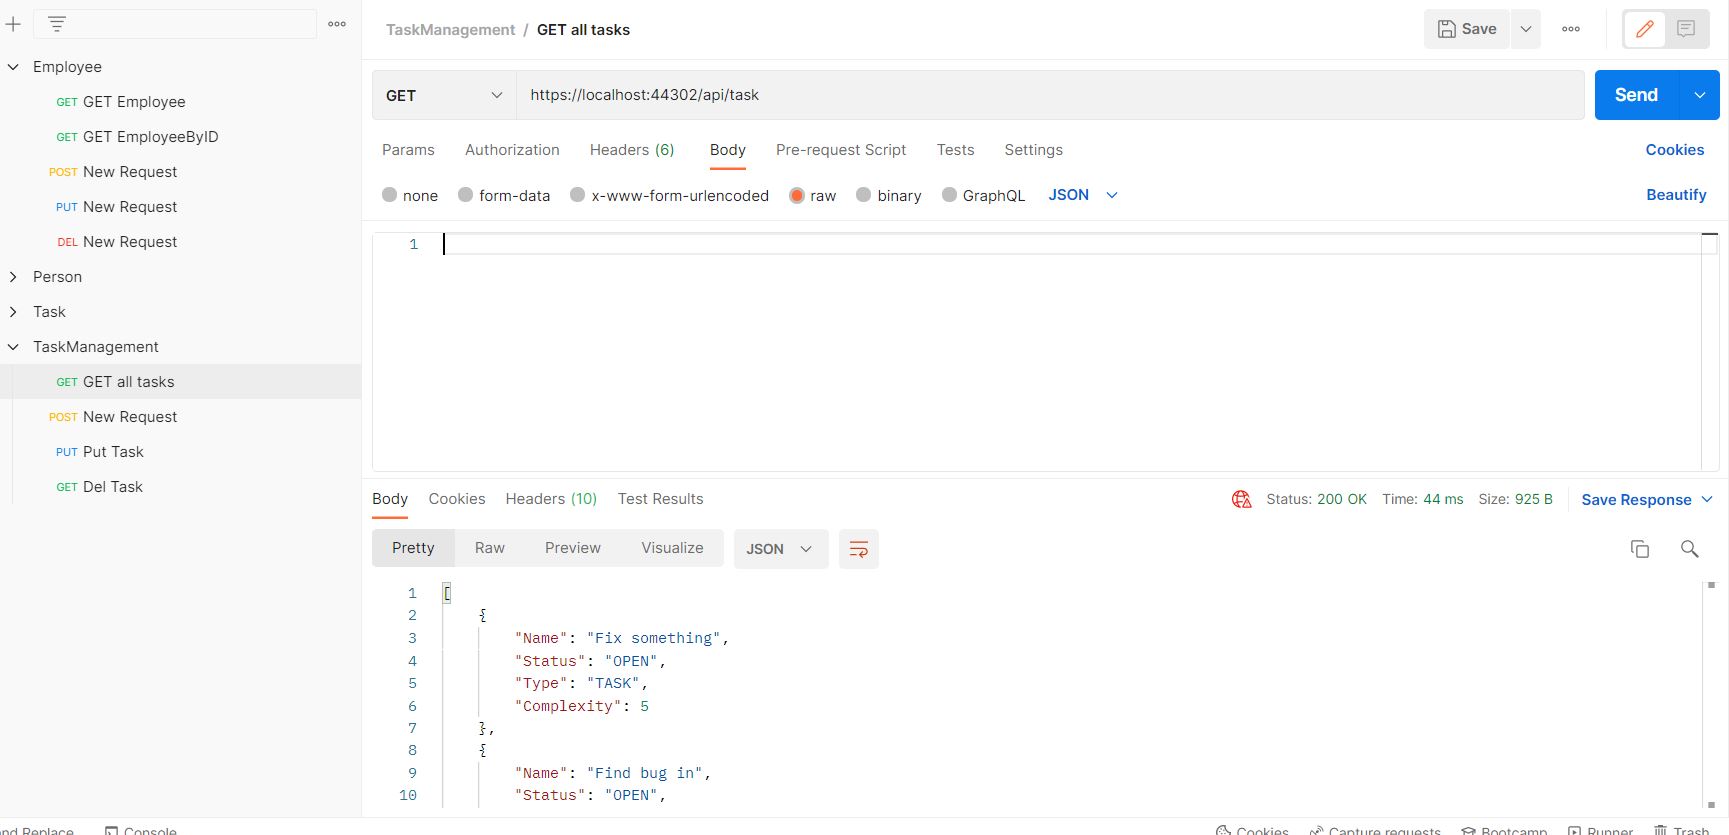 TaskManagement / GET all tasks
Save
Employee
GET GET Employee
GET GET EmployeeByID
POST New Request
PUT New Request
DEL New Request
Person
Task
TaskManagement
GET GET all tasks
POST New Request
PUT Put Task
GET Del Task
GET https://localhost:44302/api/task Send
Params Authorization Headers (6) Body Pre-request Script Tests Settings Cookies
none form-data x-www-form-urlencoded raw binary GraphQL JSON Beautify
1
Body Cookies Headers (10) Test Results Status: 200 OK Time: 44 ms Size: 925 B Save Response
Pretty Raw Preview Visualize JSON
1 [
2 {
3 "Name": "Fix something",
4 "Status": "OPEN",
5 "Type": "TASK",
6 "Complexity": 5
7 },
8 {
9 "Name": "Find bug in",
10 "Status": "OPEN",
nd Replace Console Cookies Capture requests Bootcamp Runner Trash